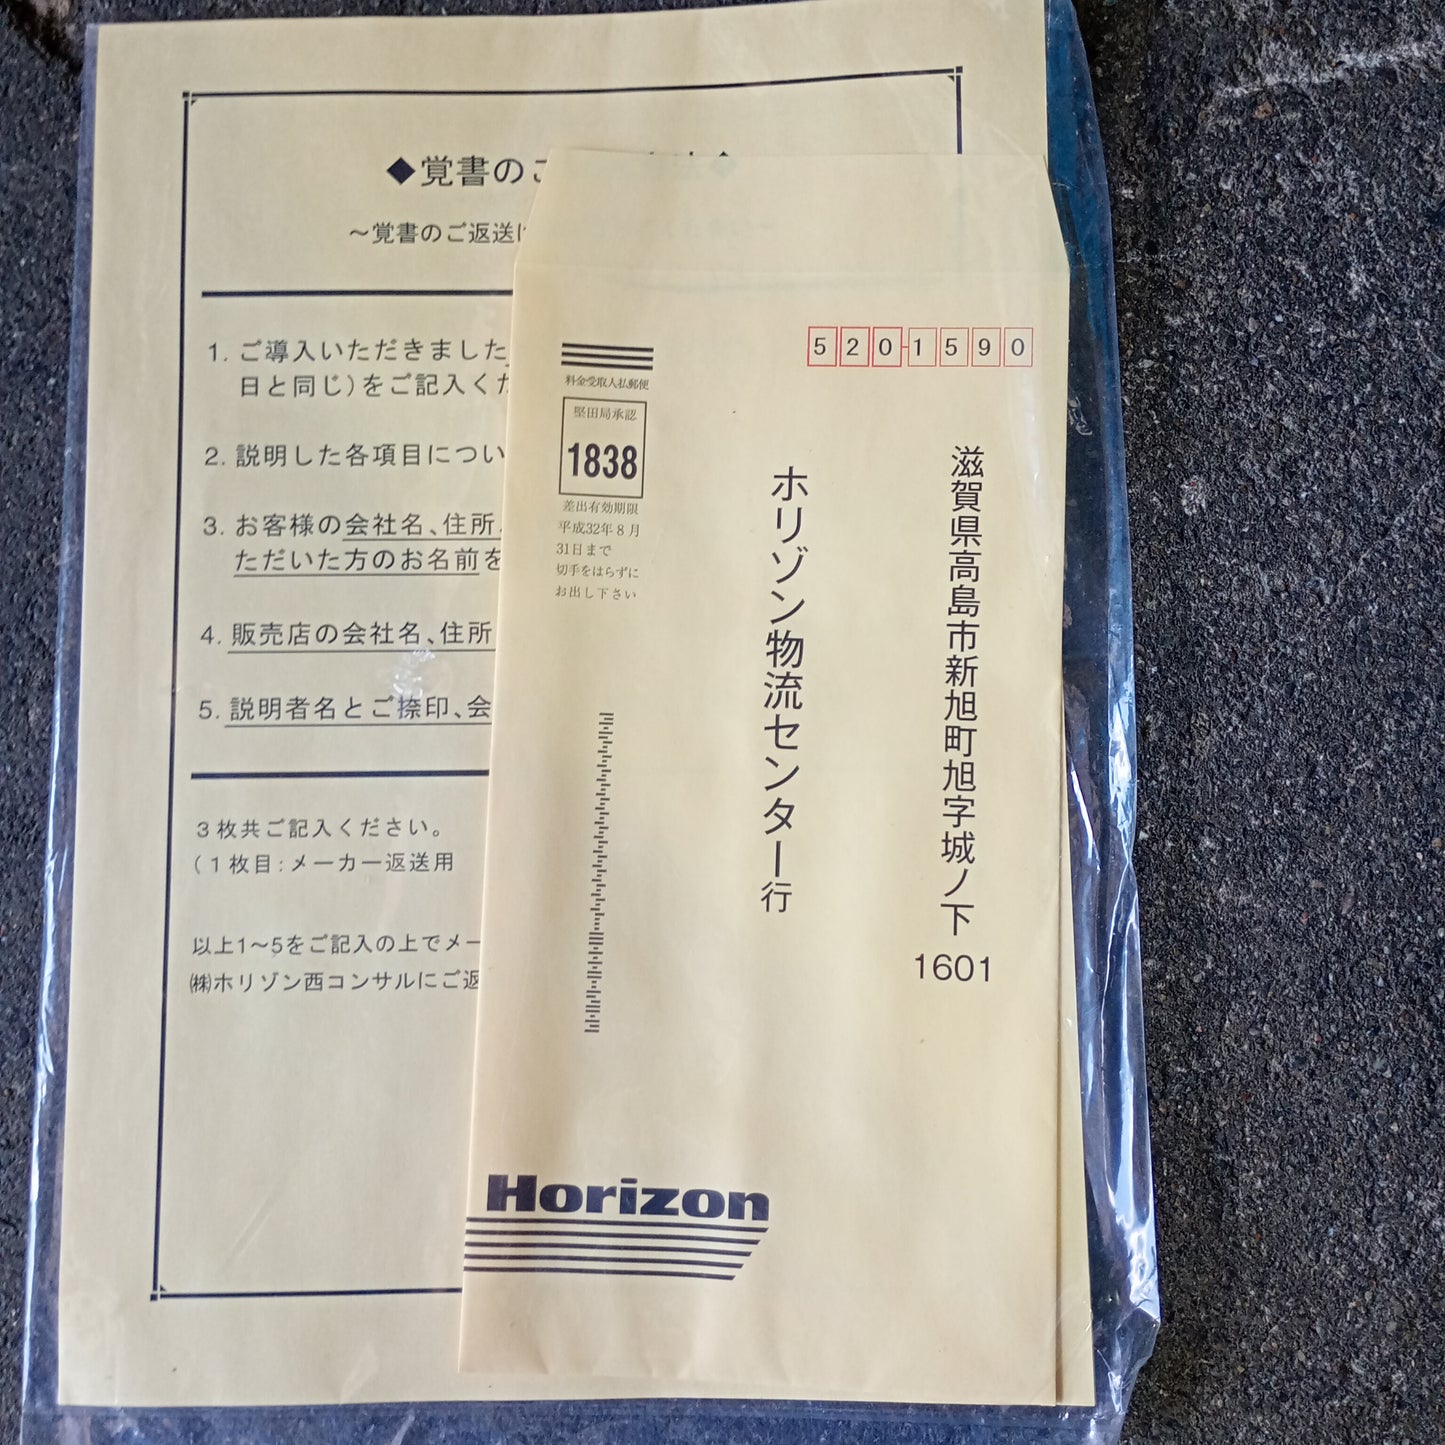 ◆覚書のご
～覚書のご返送は
1. ご導入いただきました
日と同じ)をご記入くだ
2. 説明した各項目につい
3. お客様の会社名、住所、
ただいた方のお名前を
4. 販売店の会社名、住所
5. 説明者名とご捺印、会
3枚共ご記入ください。
(1枚目:メーカー返送用
以上1～5をご記入の上でメー
㈱ホリゾン西コンサルにご返
520-1590
滋賀県高島市新旭町旭字城ノ下
1601
ホリゾン物流センター行
料金受取人払郵便
堅田局承認
1838
差出有効期限
平成32年8月
31日まで
切手をはらずに
お出し下さい
Horizon